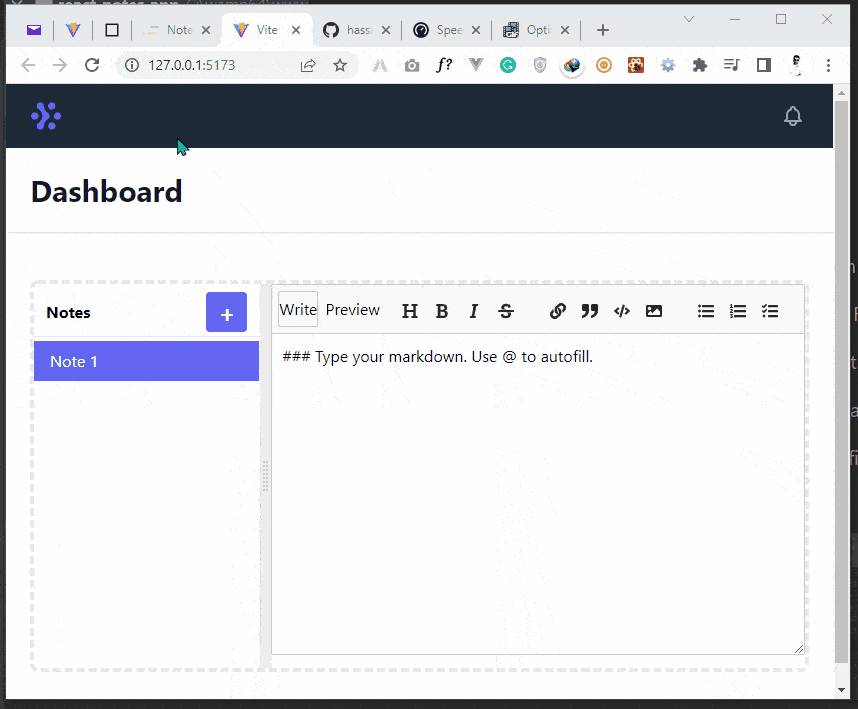 Note Vite hass Spee Opti
127.0.0.1:5173
f?
Dashboard
Notes +
Write Preview H B I S
Note 1
### Type your markdown. Use @ to autofill.